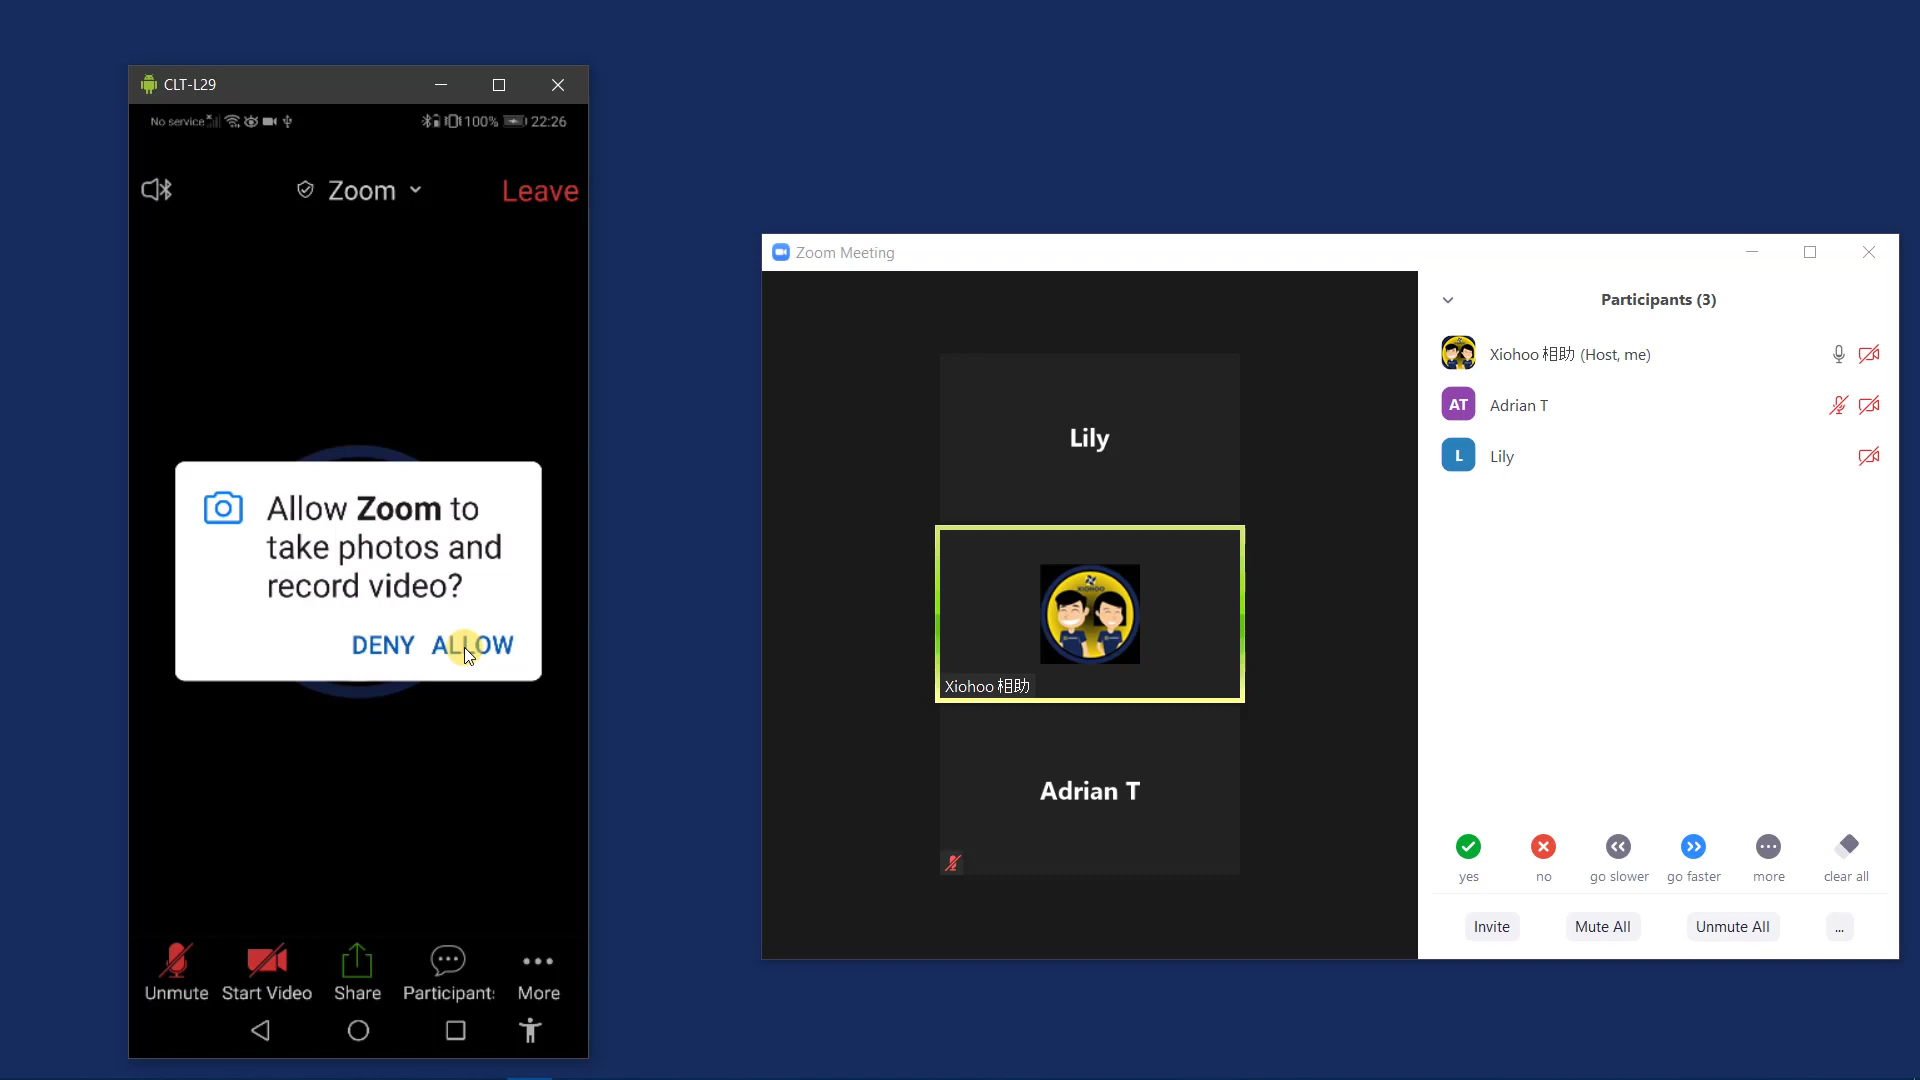 CLT-L29
No service
100%
22:26
Zoom
Leave
Allow Zoom to
take photos and
record video?
DENY
ALLOW
Unmute
Start Video
Share
Participant
More
Zoom Meeting
Lily
XIOHOO
Xiohoo 相助
Adrian T
Participants (3)
Xiohoo 相助 (Host, me)
AT
Adrian T
L
Lily
yes
no
go slower
go faster
more
clear all
Invite
Mute All
Unmute All
...